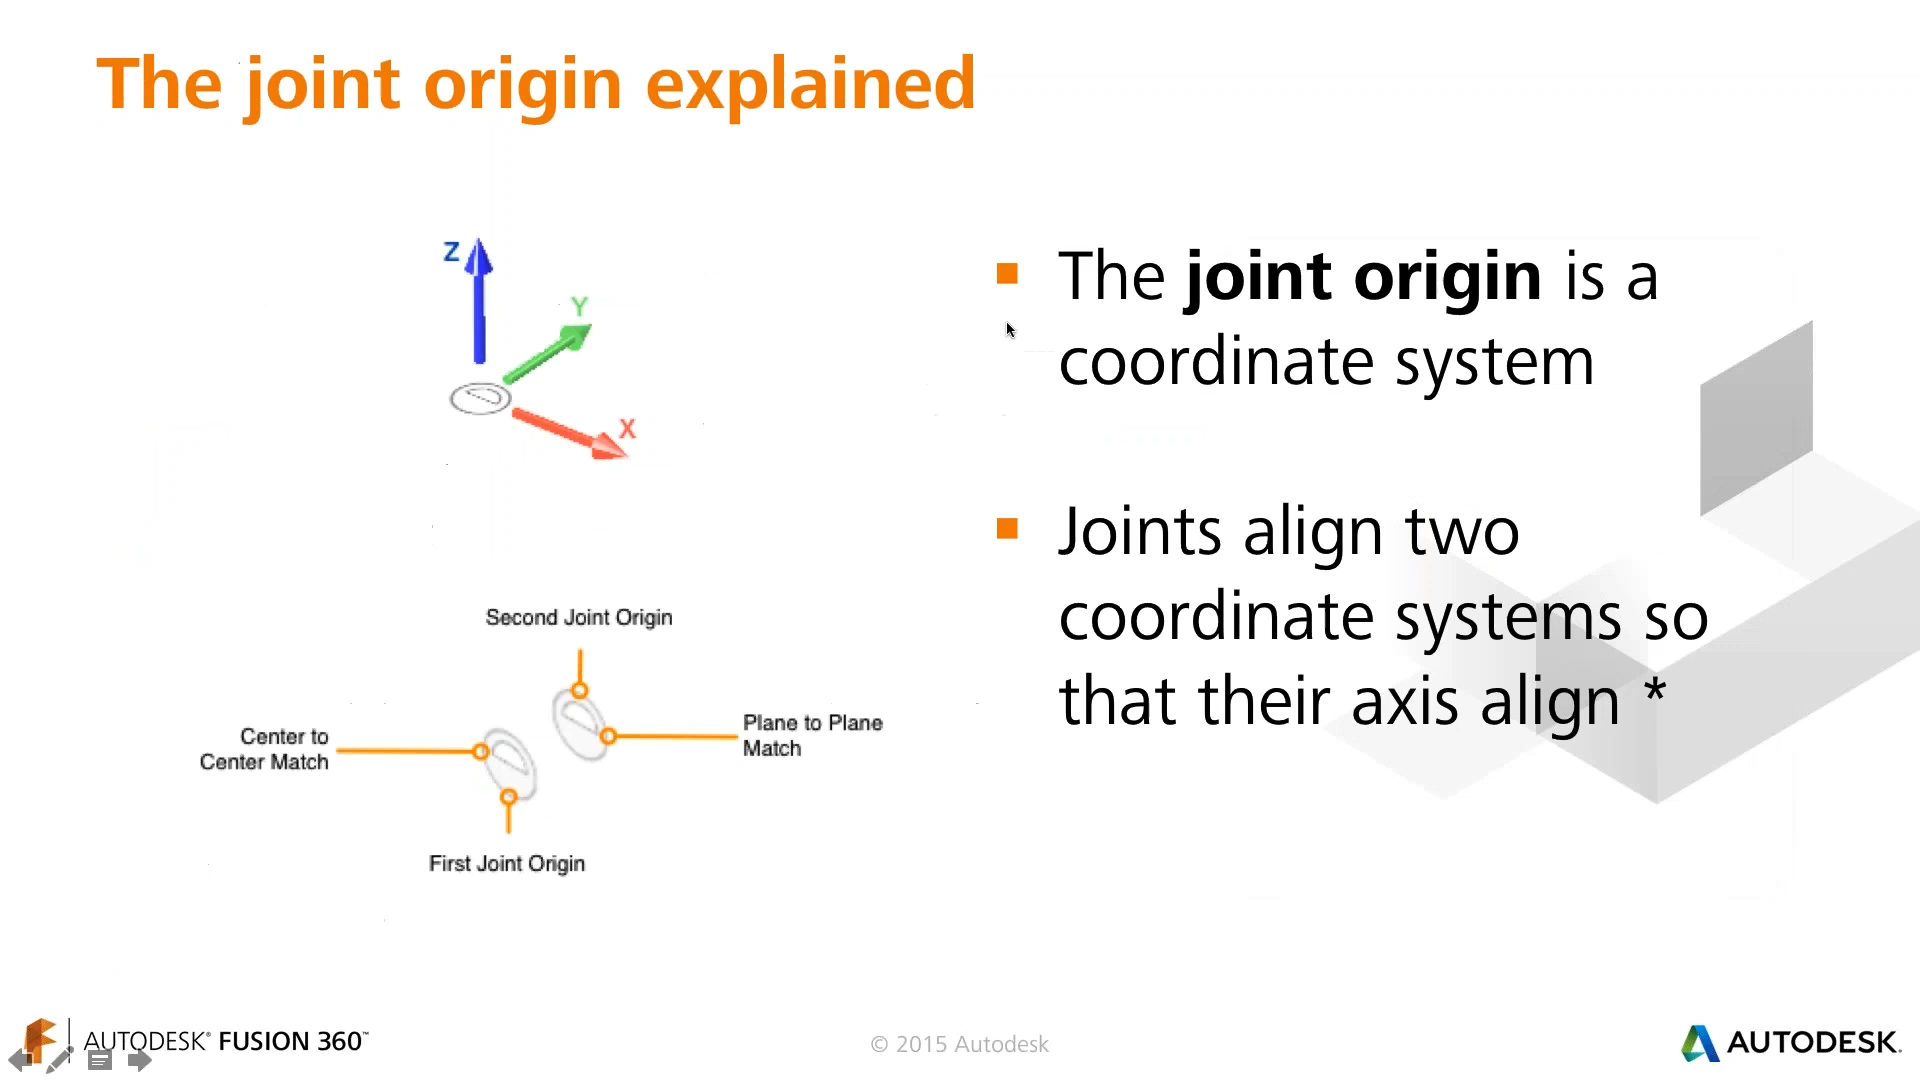 The joint origin explained
Z
Y
X
The joint origin is a
coordinate system
Joints align two
coordinate systems so
that their axis align *
Second Joint Origin
Plane to Plane
Match
Center to
Center Match
First Joint Origin
AUTODESK® FUSION 360™
© 2015 Autodesk
AUTODESK.